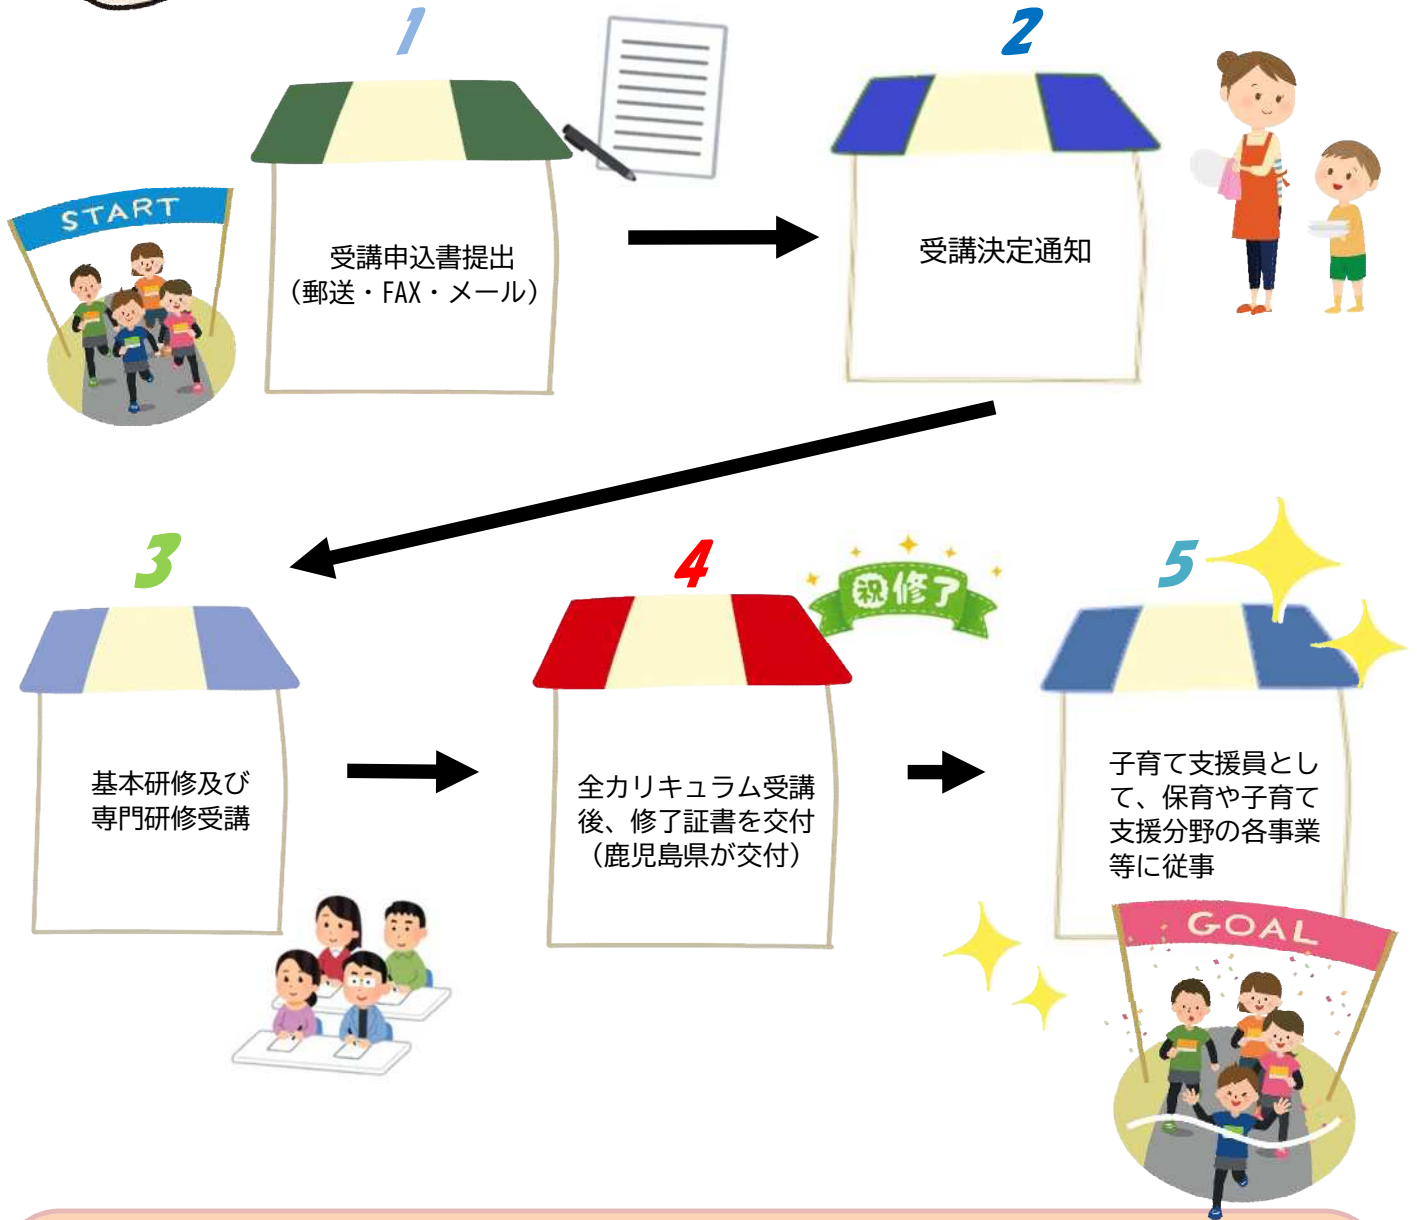 1
2
START
受講申込書提出
（郵送・FAX・メール）
受講決定通知
3
4
祝修了
5
基本研修及び
専門研修受講
全カリキュラム受講
後、修了証書を交付
（鹿児島県が交付）
子育て支援員とし
て、保育や子育て
支援分野の各事業
等に従事
GOAL